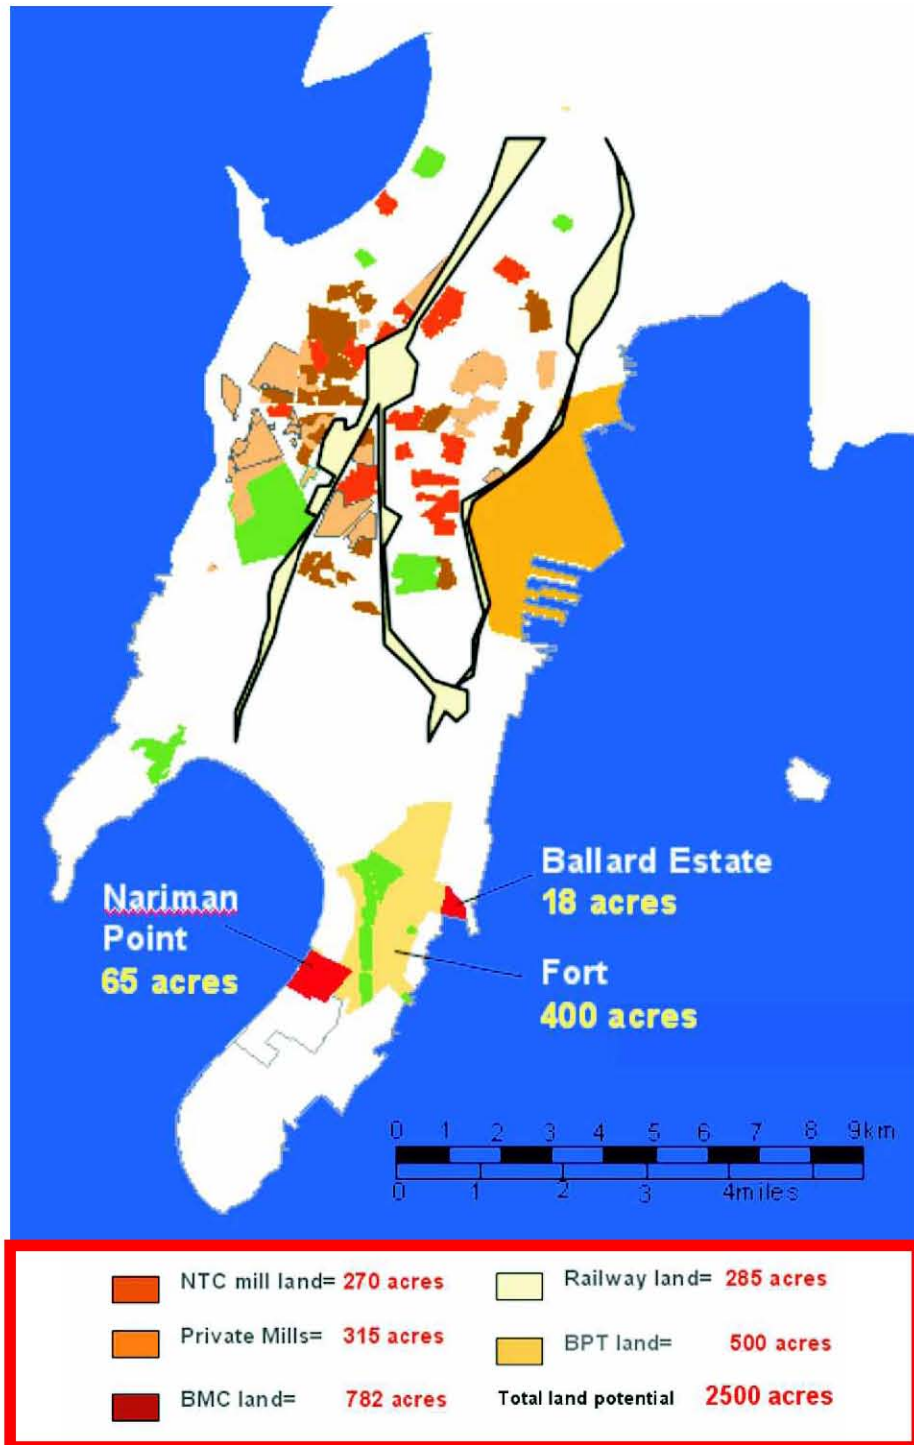 Ballard Estate
18 acres
Nariman
Point
65 acres
Fort
400 acres
0 1 2 3 4 5 6 7 8 9km
0 1 2 3 4miles
NTC mill land= 270 acres
Railway land= 285 acres
Private Mills= 315 acres
BPT land= 500 acres
BMC land= 782 acres
Total land potential 2500 acres